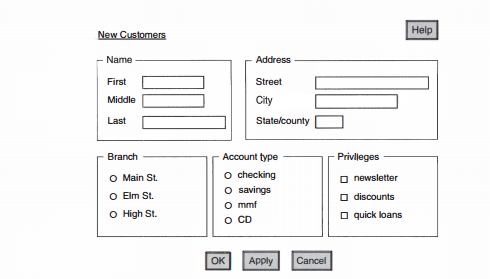 New Customers
Help
Name
First
Middle
Last
Address
Street
City
State/county
Branch
Main St.
Elm St.
High St.
Account type
checking
savings
mmf
CD
Privileges
newsletter
discounts
quick loans
OK
Apply
Cancel